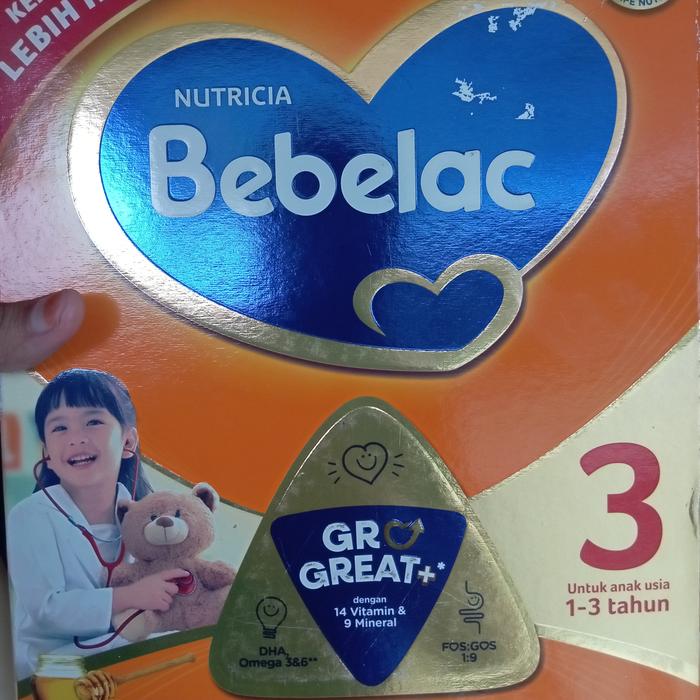 LEBIH
NUTRICIA
Bebelac
GRO
GREAT+*
dengan
14 Vitamin &
9 Mineral
DHA,
Omega 3&6**
FOS:GOS
1:9
3
Untuk anak usia
1-3 tahun